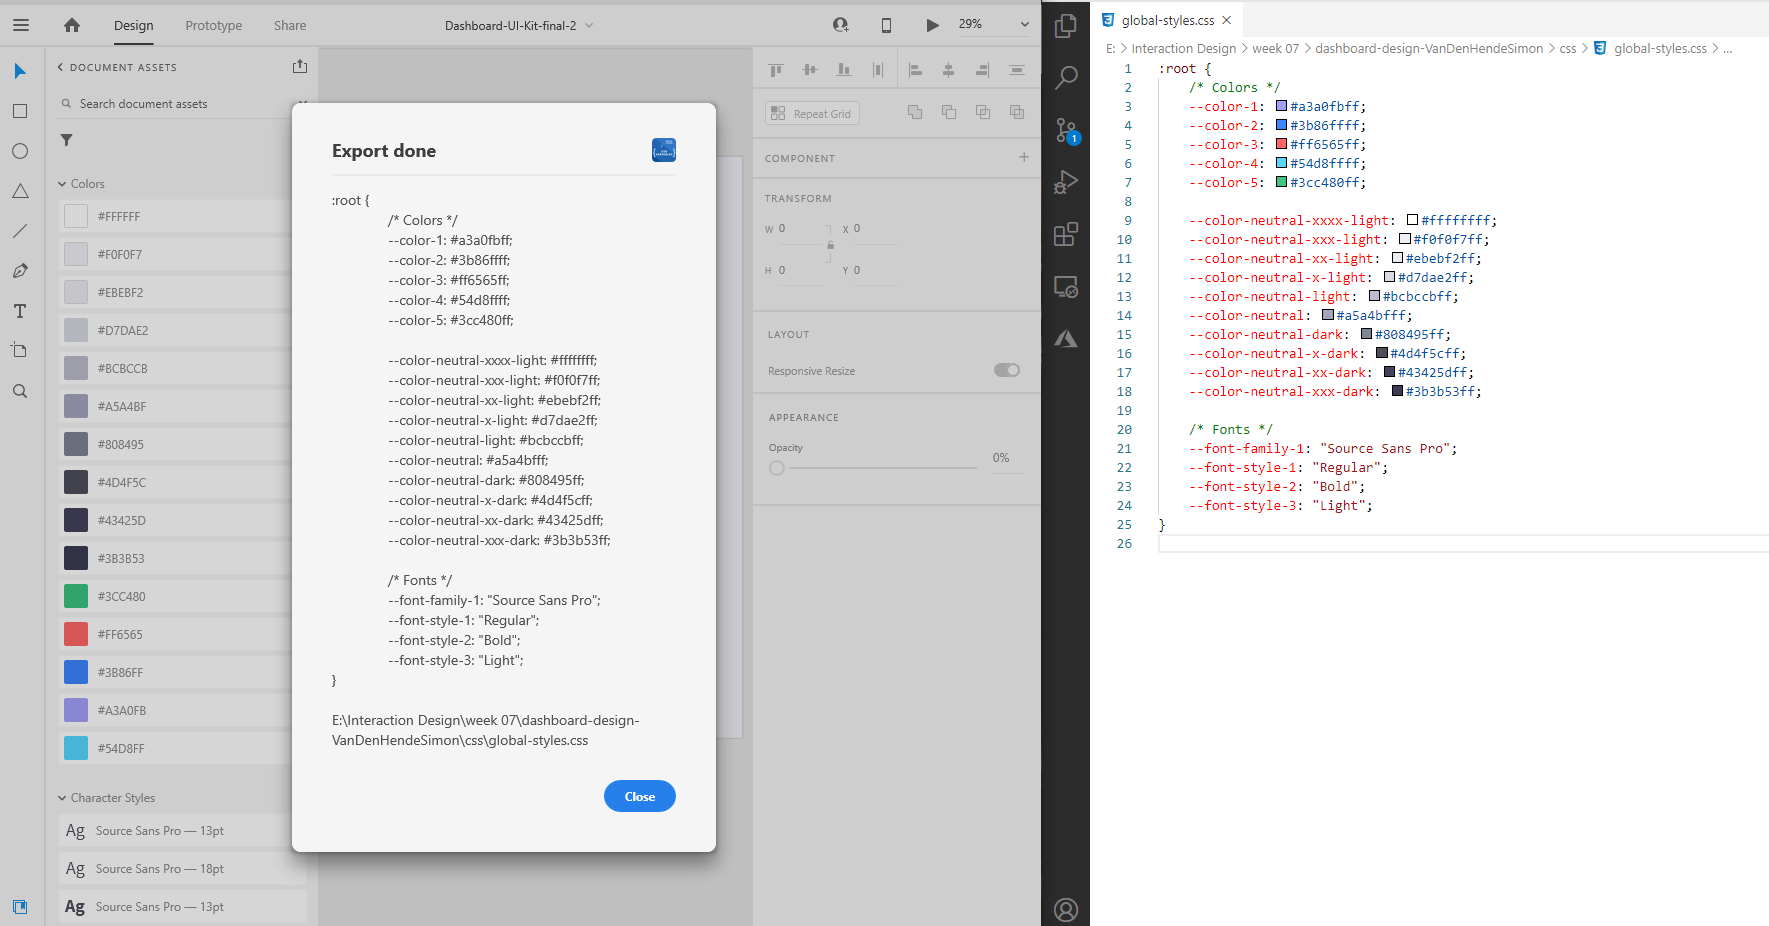 Design
Prototype
Share
Dashboard-UI-Kit-final-2
29%
DOCUMENT ASSETS
Search document assets
Colors
#FFFFFF
#F0F0F7
#EBEBF2
#D7DAE2
#BCBCCB
#A5A4BF
#808495
#4D4F5C
#43425D
#3B3B53
#3CC480
#FF6565
#3B86FF
#A3A0FB
#54D8FF
Character Styles
Ag Source Sans Pro — 13pt
Ag Source Sans Pro — 18pt
Ag Source Sans Pro — 13pt
Export done
:root {
/* Colors */
--color-1: #a3a0fbff;
--color-2: #3b86ffff;
--color-3: #ff6565ff;
--color-4: #54d8ffff;
--color-5: #3cc480ff;
--color-neutral-xxxx-light: #ffffffff;
--color-neutral-xxx-light: #f0f0f7ff;
--color-neutral-xx-light: #ebebf2ff;
--color-neutral-x-light: #d7dae2ff;
--color-neutral-light: #bcbccbff;
--color-neutral: #a5a4bfff;
--color-neutral-dark: #808495ff;
--color-neutral-x-dark: #4d4f5cff;
--color-neutral-xx-dark: #43425dff;
--color-neutral-xxx-dark: #3b3b53ff;
/* Fonts */
--font-family-1: "Source Sans Pro";
--font-style-1: "Regular";
--font-style-2: "Bold";
--font-style-3: "Light";
}
E:\Interaction Design\week 07\dashboard-design-
VanDenHendeSimon\css\global-styles.css
Close
Repeat Grid
COMPONENT
TRANSFORM
W 0 X 0
H 0 Y 0
LAYOUT
Responsive Resize
APPEARANCE
Opacity
0%
1
global-styles.css
E: > Interaction Design > week 07 > dashboard-design-VanDenHendeSimon > css > global-styles.css > ...
1 :root {
2 /* Colors */
3 --color-1: #a3a0fbff;
4 --color-2: #3b86ffff;
5 --color-3: #ff6565ff;
6 --color-4: #54d8ffff;
7 --color-5: #3cc480ff;
8
9 --color-neutral-xxxx-light: #ffffffff;
10 --color-neutral-xxx-light: #f0f0f7ff;
11 --color-neutral-xx-light: #ebebf2ff;
12 --color-neutral-x-light: #d7dae2ff;
13 --color-neutral-light: #bcbccbff;
14 --color-neutral: #a5a4bfff;
15 --color-neutral-dark: #808495ff;
16 --color-neutral-x-dark: #4d4f5cff;
17 --color-neutral-xx-dark: #43425dff;
18 --color-neutral-xxx-dark: #3b3b53ff;
19
20 /* Fonts */
21 --font-family-1: "Source Sans Pro";
22 --font-style-1: "Regular";
23 --font-style-2: "Bold";
24 --font-style-3: "Light";
25 }
26